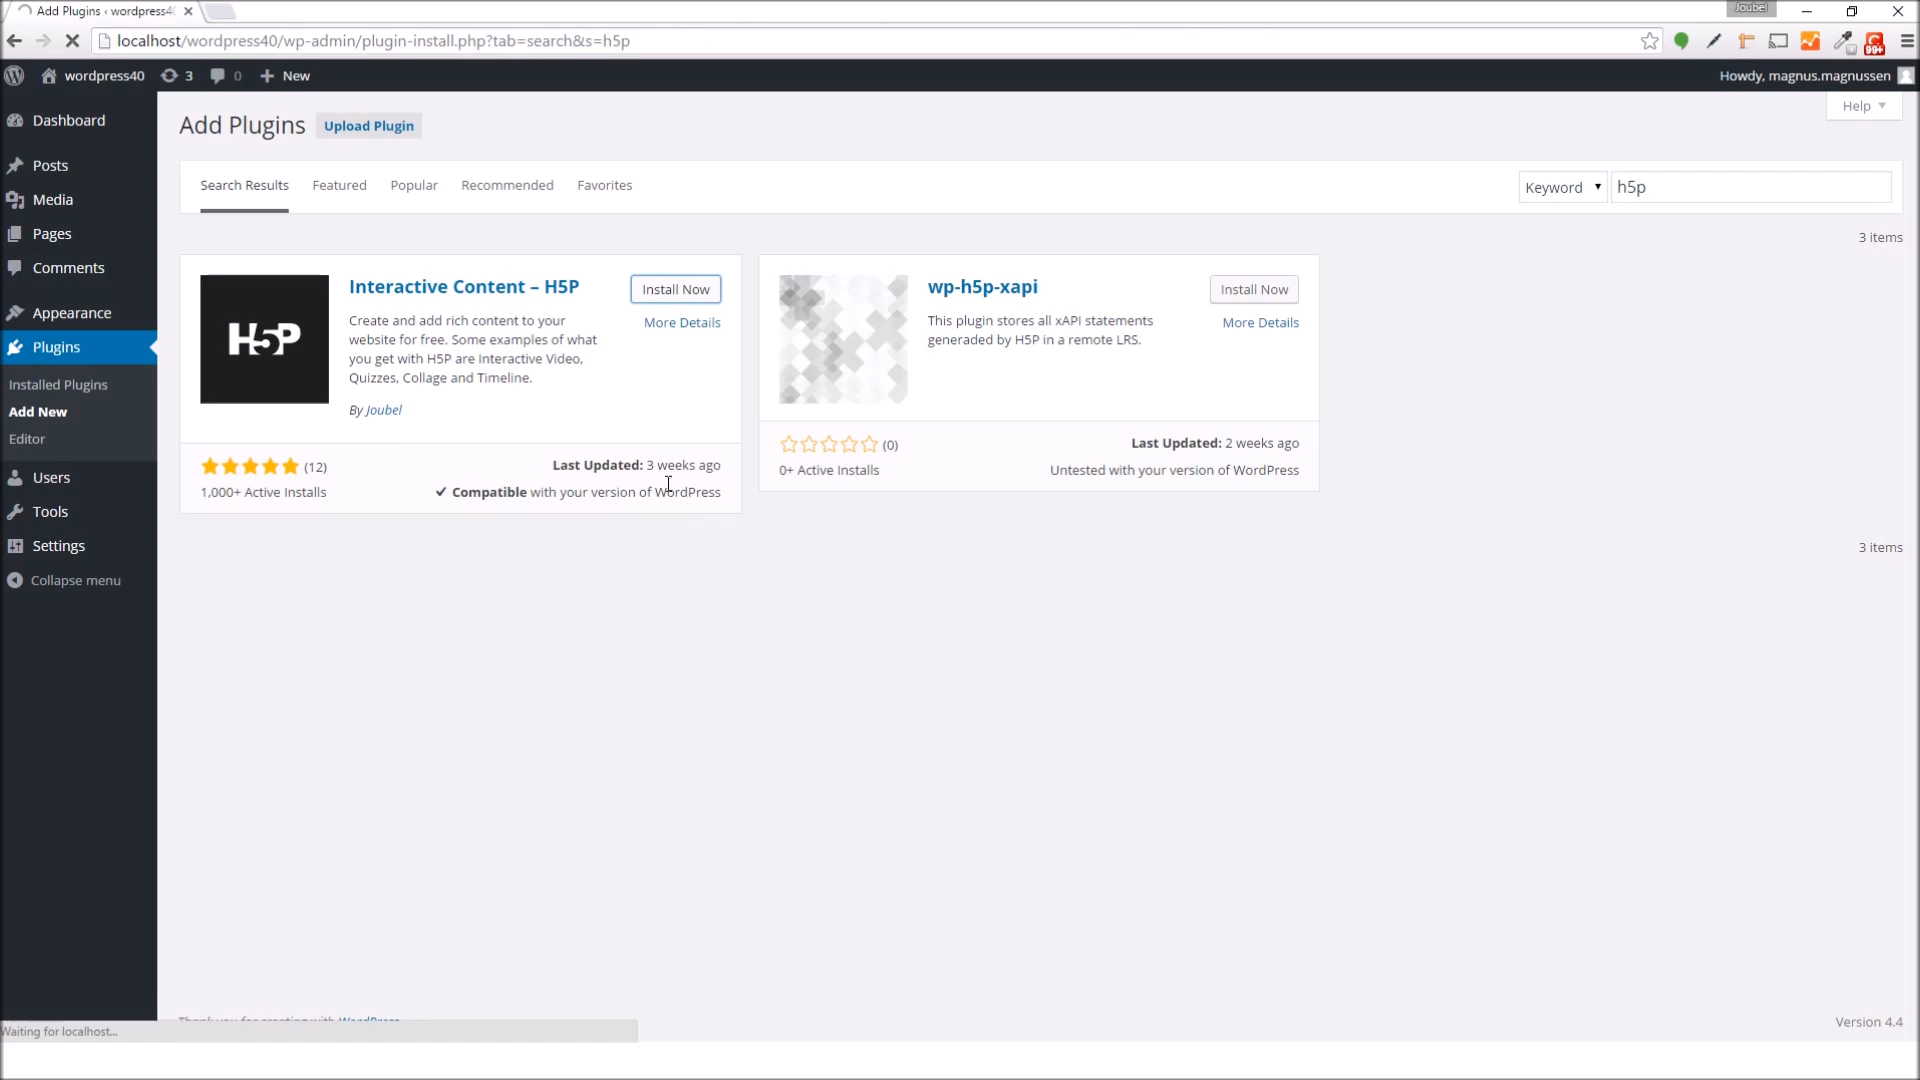 Add Plugins ‹ wordpress4
Joubel
localhost/wordpress40/wp-admin/plugin-install.php?tab=search&s=h5p
99+
wordpress40
3
0
New
Howdy, magnus.magnussen
Help
Dashboard
Posts
Media
Pages
Comments
Appearance
Plugins
Installed Plugins
Add New
Editor
Users
Tools
Settings
Collapse menu
Add Plugins
Upload Plugin
Search Results
Featured
Popular
Recommended
Favorites
Keyword
h5p
3 items
H5P
Interactive Content – H5P
Install Now
More Details
Create and add rich content to your
website for free. Some examples of what
you get with H5P are Interactive Video,
Quizzes, Collage and Timeline.
By Joubel
(12)
Last Updated: 3 weeks ago
1,000+ Active Installs
Compatible with your version of WordPress
wp-h5p-xapi
Install Now
More Details
This plugin stores all xAPI statements
generaded by H5P in a remote LRS.
(0)
Last Updated: 2 weeks ago
0+ Active Installs
Untested with your version of WordPress
3 items
Thank you for creating with WordPress
Version 4.4
Waiting for localhost...